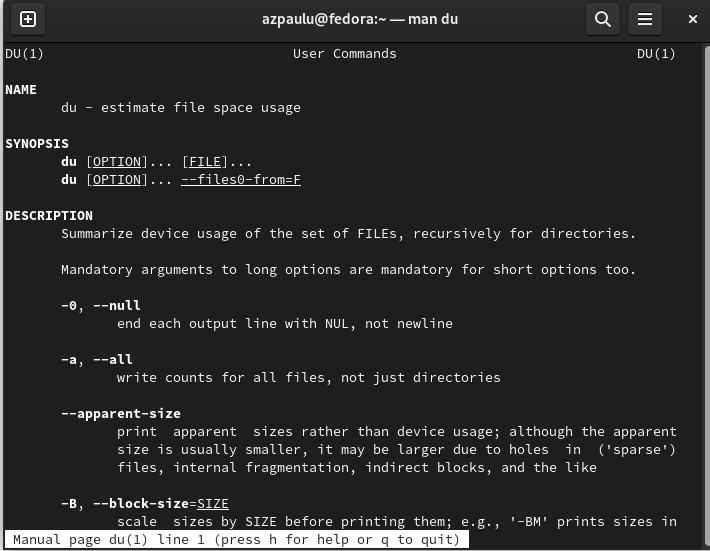 azpaulu@fedora:~ — man du
DU(1) User Commands DU(1)
NAME
du - estimate file space usage
SYNOPSIS
du [OPTION]... [FILE]...
du [OPTION]... --files0-from=F
DESCRIPTION
Summarize device usage of the set of FILEs, recursively for directories.
Mandatory arguments to long options are mandatory for short options too.
-0, --null
end each output line with NUL, not newline
-a, --all
write counts for all files, not just directories
--apparent-size
print  apparent  sizes rather than device usage; although the apparent
size is usually smaller, it may be larger due to holes  in  ('sparse')
files, internal fragmentation, indirect blocks, and the like
-B, --block-size=SIZE
scale  sizes by SIZE before printing them; e.g., '-BM' prints sizes in
Manual page du(1) line 1 (press h for help or q to quit)